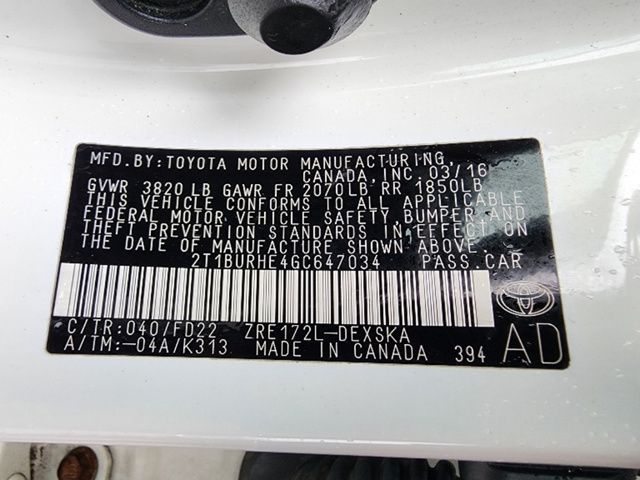 MFD. BY: TOYOTA MOTOR MANUFACTURING,
CANADA, INC. 03/16
GVWR 3820 LB GAWR FR 2070LB RR 1850LB
THIS VEHICLE CONFORMS TO ALL APPLICABLE
FEDERAL MOTOR VEHICLE SAFETY BUMPER, AND
THEFT PREVENTION STANDARDS IN EFFECT ON
THE DATE OF MANUFACTURE SHOWN ABOVE.
2T1BURHE4GC647034 PASS. CAR
C/TR:040/FD22 ZRE172L-DEXSKA
A/TM:-04A/K313 MADE IN CANADA 394
AD